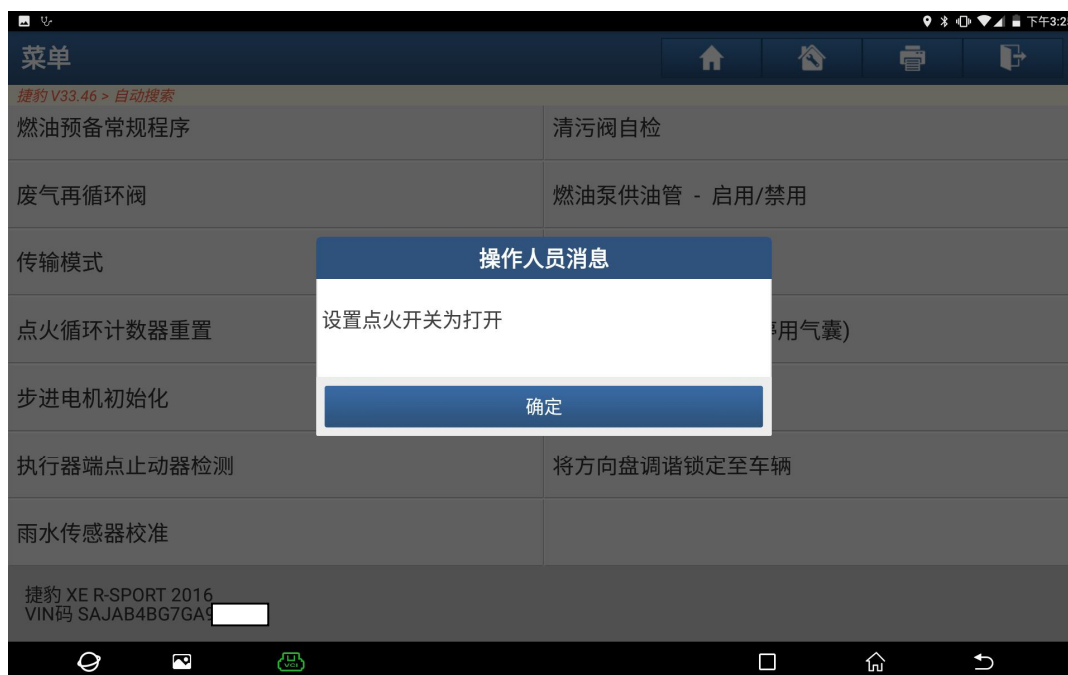 下午3:2
菜单
捷豹 V33.46 > 自动搜索
燃油预备常规程序
清污阀自检
废气再循环阀
燃油泵供油管 - 启用/禁用
传输模式
操作人员消息
设置点火开关为打开
点火循环计数器重置
用气囊)
步进电机初始化
确定
执行器端点止动器检测
将方向盘调谐锁定至车辆
雨水传感器校准
捷豹 XE R-SPORT 2016
VIN码 SAJAB4BG7GA
VCI